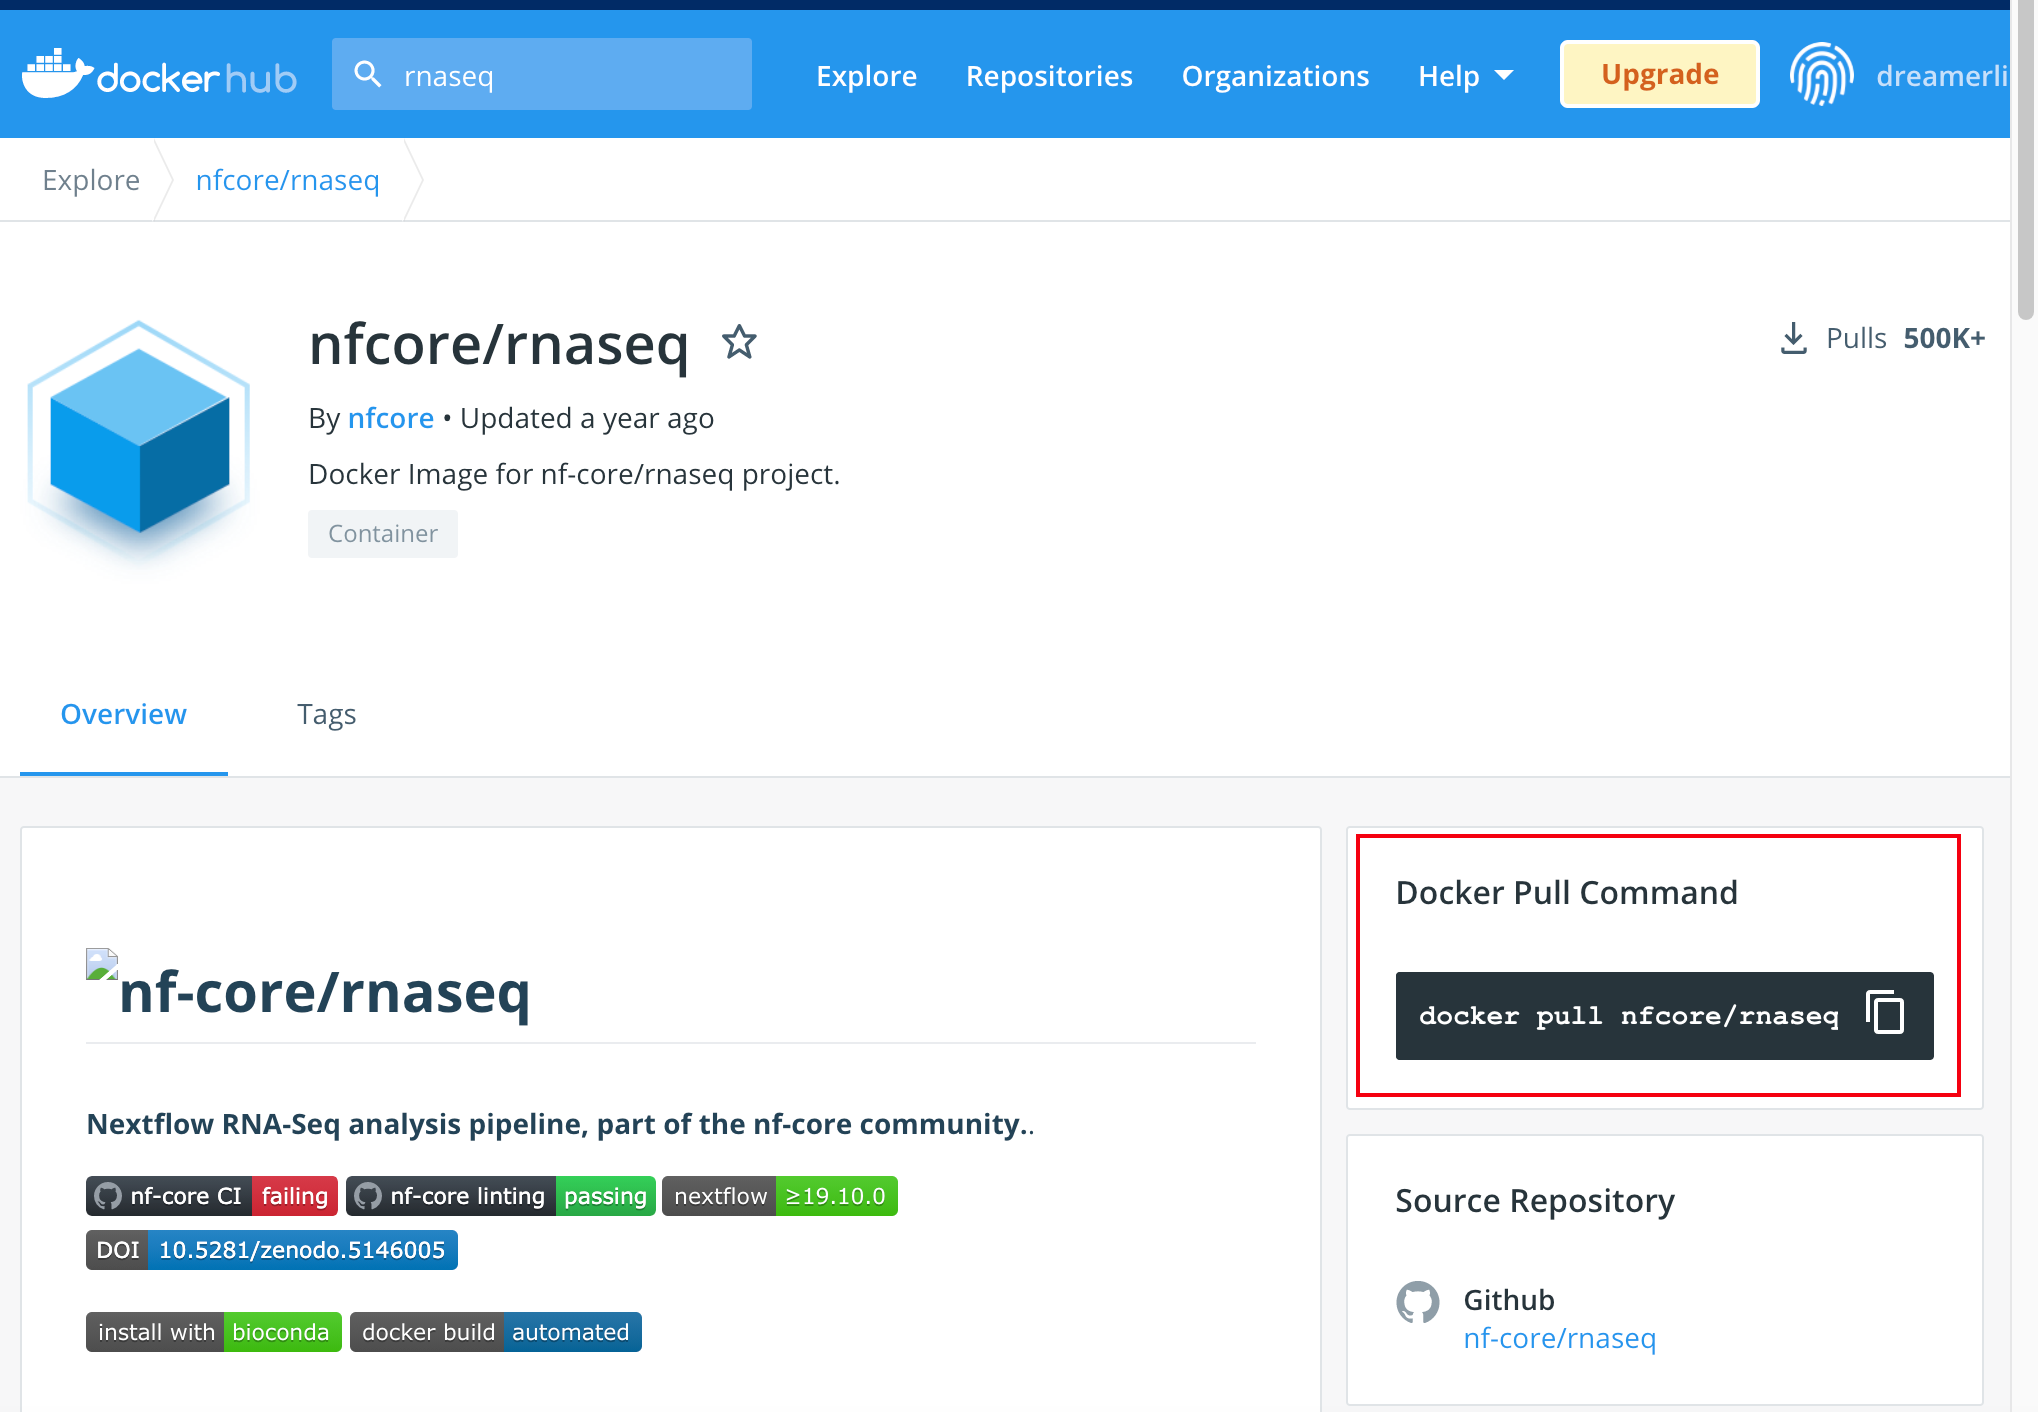 docker hub
rnaseq
Explore
Repositories
Organizations
Help
Upgrade
dreamerli
Explore
nfcore/rnaseq
nfcore/rnaseq
Pulls 500K+
By nfcore • Updated a year ago
Docker Image for nf-core/rnaseq project.
Container
Overview
Tags
nf-core/rnaseq
Nextflow RNA-Seq analysis pipeline, part of the nf-core community..
nf-core CI failing
nf-core linting passing
nextflow ≥19.10.0
DOI 10.5281/zenodo.5146005
install with bioconda
docker build automated
Docker Pull Command
docker pull nfcore/rnaseq
Source Repository
Github
nf-core/rnaseq